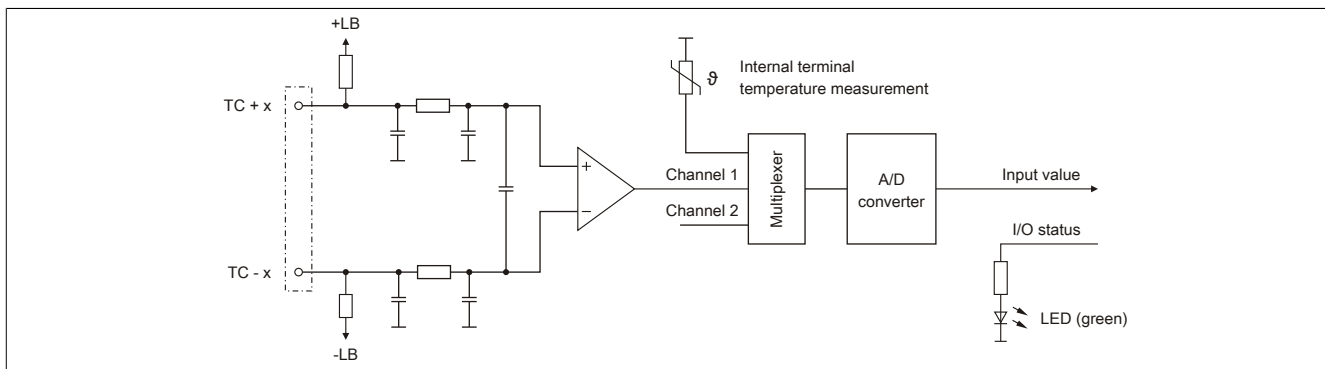 +LB
TC + x
ϑ
Internal terminal
temperature measurement
+
−
Channel 1
Channel 2
Multiplexer
A/D
converter
Input value
I/O status
LED (green)
TC - x
-LB